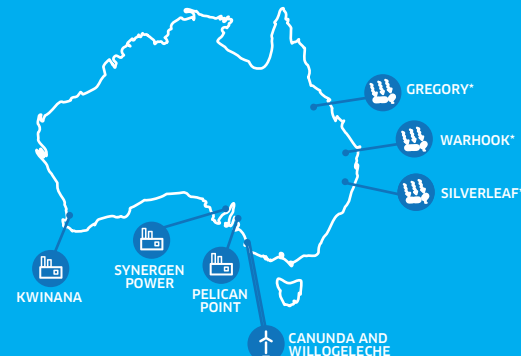 GREGORY*
WARHOOK*
SILVERLEAF*
SYNERGEN
POWER
KWINANA
PELICAN
POINT
CANUNDA AND
WILLOGELECHE